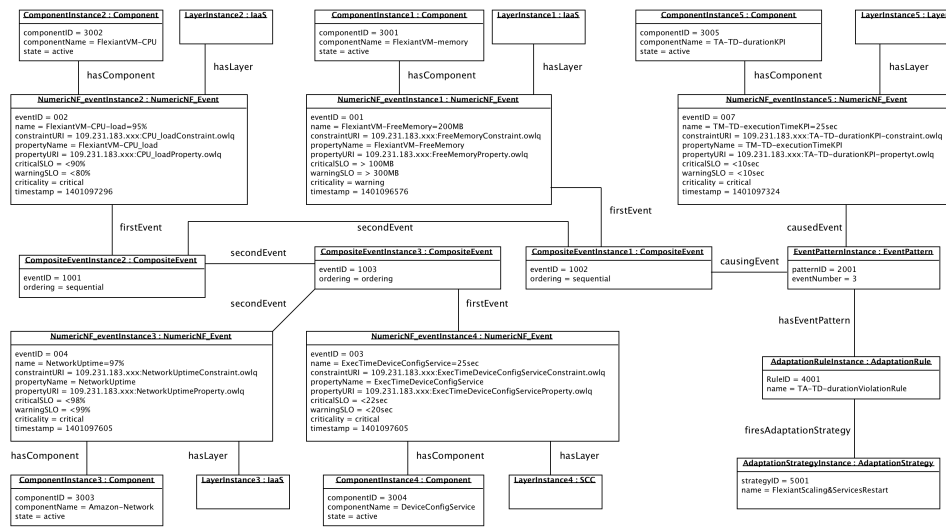 ComponentInstance2 : Component
componentID = 3002
componentName = FlexiantVM-CPU
state = active
LayerInstance2 : IaaS
ComponentInstance1 : Component
componentID = 3001
componentName = FlexiantVM-memory
state = active
LayerInstance1 : IaaS
ComponentInstance5 : Component
componentID = 3005
componentName = TA-TD-durationKPI
state = active
LayerInstance5 :
hasComponent
hasLayer
hasComponent
hasLayer
hasComponent
hasLayer
NumericNF_eventInstance2 : NumericNF_Event
eventID = 002
name = FlexiantVM-CPU-load=95%
constraintURI = 109.231.183.xxx:CPU_loadConstraint.owlq
propertyName = FlexiantVM-CPU_load
propertyURI = 109.231.183.xxx:CPU_loadProperty.owlq
criticalSLO = <90%
warningSLO = <80%
criticality = critical
timestamp = 1401097296
NumericNF_eventInstance1 : NumericNF_Event
eventID = 001
name = FlexiantVM-FreeMemory=200MB
constraintURI = 109.231.183.xxx:FreeMemoryConstraint.owlq
propertyName = FlexiantVM-FreeMemory
propertyURI = 109.231.183.xxx:FreeMemoryProperty.owlq
criticalSLO = > 100MB
warningSLO = > 300MB
criticality = warning
timestamp = 1401096576
NumericNF_eventInstance5 : NumericNF_Event
eventID = 007
name = TM-TD-executionTimeKPI=25sec
constraintURI = 109.231.183.xxx:TA-TD-durationKPI-constraint.owlq
propertyName = TM-TD-executionTimeKPI
propertyURI = 109.231.183.xxx:TA-TD-durationKPI-propertyt.owlq
criticalSLO = <10sec
warningSLO = <10sec
criticality = critical
timestamp = 1401097324
firstEvent
secondEvent
firstEvent
causedEvent
CompositeEventInstance2 : CompositeEvent
eventID = 1001
ordering = sequential
secondEvent
CompositeEventInstance3 : CompositeEvent
eventID = 1003
ordering = ordering
CompositeEventInstance1 : CompositeEvent
eventID = 1002
ordering = sequential
causingEvent
EventPatternInstance : EventPattern
patternID = 2001
eventNumber = 3
secondEvent
firstEvent
hasEventPattern
NumericNF_eventInstance3 : NumericNF_Event
eventID = 004
name = NetworkUptime=97%
constraintURI = 109.231.183.xxx:NetworkUptimeConstraint.owlq
propertyName = NetworkUptime
propertyURI = 109.231.183.xxx:NetworkUptimeProperty.owlq
criticalSLO = <98%
warningSLO = <99%
criticality = critical
timestamp = 1401097605
NumericNF_eventInstance4 : NumericNF_Event
eventID = 003
name = ExecTimeDeviceConfigService=25sec
constraintURI = 109.231.183.xxx:ExecTimeDeviceConfigServiceConstraint.owlq
propertyName = ExecTimeDeviceConfigService
propertyURI = 109.231.183.xxx:ExecTimeDeviceConfigServiceProperty.owlq
criticalSLO = <22sec
warningSLO = <20sec
criticality = critical
timestamp = 1401097605
AdaptationRuleInstance : AdaptationRule
RuleID = 4001
name = TA-TD-durationViolationRule
firesAdaptationStrategy
hasComponent
hasLayer
hasComponent
hasLayer
ComponentInstance3 : Component
componentID = 3003
componentName = Amazon-Network
state = active
LayerInstance3 : IaaS
ComponentInstance4 : Component
componentID = 3004
componentName = DeviceConfigService
state = active
LayerInstance4 : SCC
AdaptationStrategyInstance : AdaptationStrategy
strategyID = 5001
name = FlexiantScaling&ServicesRestart